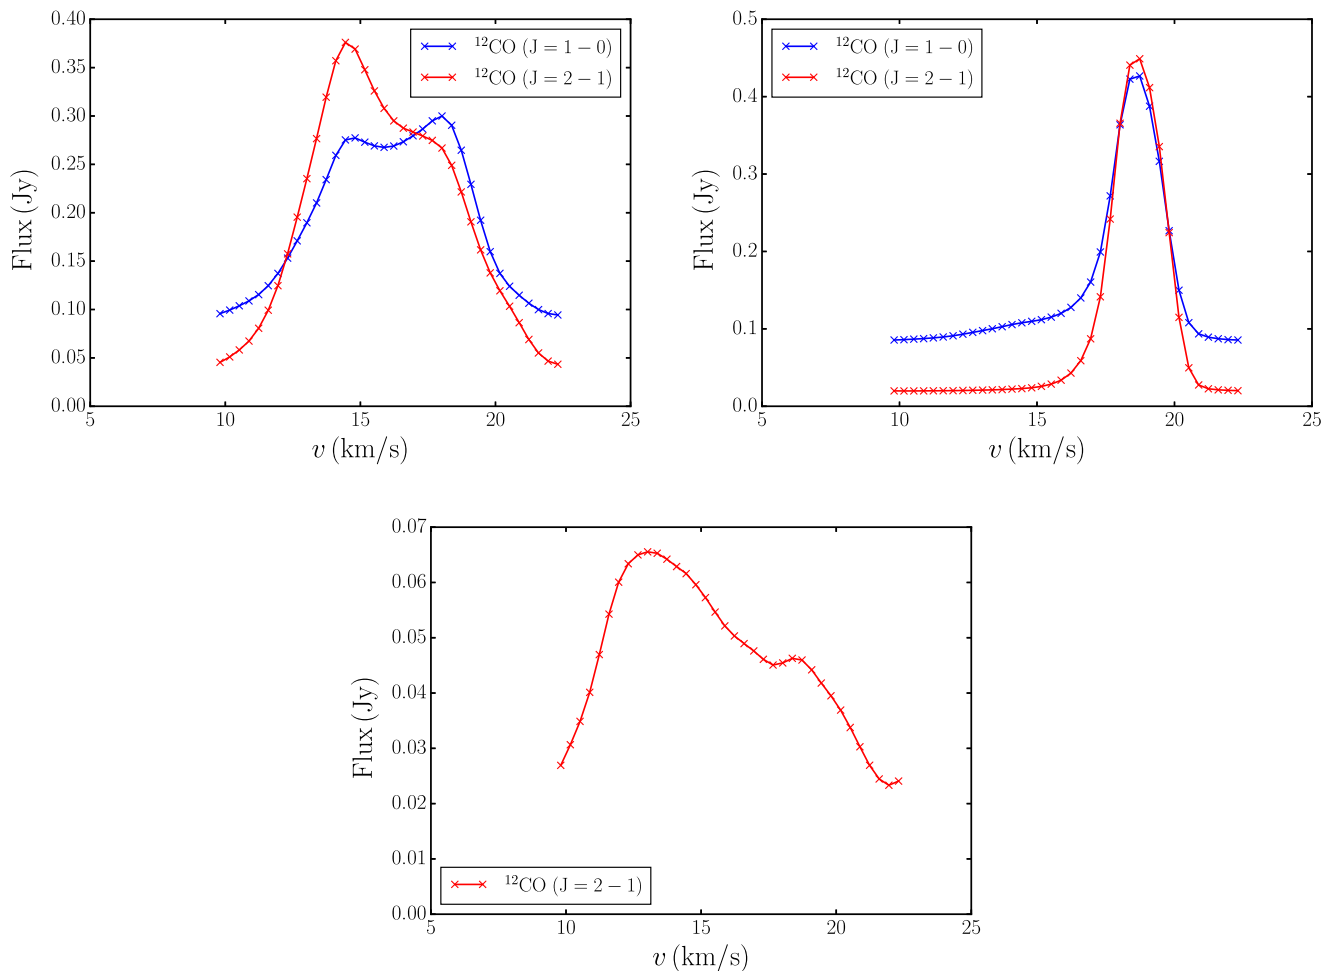 0.40
0.35
0.30
0.25
0.20
0.15
0.10
0.05
0.00
5 10 15 20 25
Flux (Jy)
v (km/s)
¹²CO (J = 1 − 0)
¹²CO (J = 2 − 1)
0.5
0.4
0.3
0.2
0.1
0.0
5 10 15 20 25
Flux (Jy)
v (km/s)
¹²CO (J = 1 − 0)
¹²CO (J = 2 − 1)
0.07
0.06
0.05
0.04
0.03
0.02
0.01
0.00
5 10 15 20 25
Flux (Jy)
v (km/s)
¹²CO (J = 2 − 1)